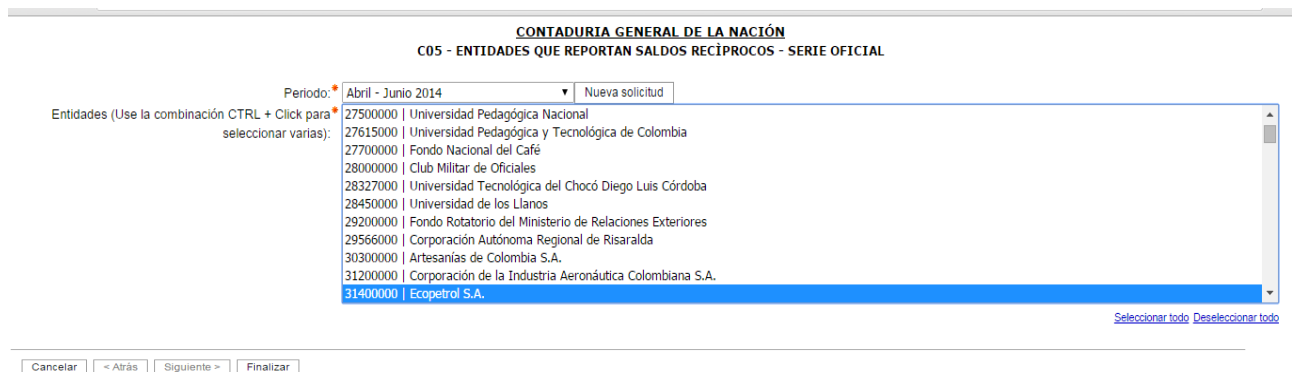 CONTADURIA GENERAL DE LA NACIÓN
C05 - ENTIDADES QUE REPORTAN SALDOS RECÌPROCOS - SERIE OFICIAL
Periodo:* Abril - Junio 2014 Nueva solicitud
Entidades (Use la combinación CTRL + Click para* seleccionar varias):
27500000 | Universidad Pedagógica Nacional
27615000 | Universidad Pedagógica y Tecnológica de Colombia
27700000 | Fondo Nacional del Café
28000000 | Club Militar de Oficiales
28327000 | Universidad Tecnológica del Chocó Diego Luis Córdoba
28450000 | Universidad de los Llanos
29200000 | Fondo Rotatorio del Ministerio de Relaciones Exteriores
29566000 | Corporación Autónoma Regional de Risaralda
30300000 | Artesanías de Colombia S.A.
31200000 | Corporación de la Industria Aeronáutica Colombiana S.A.
31400000 | Ecopetrol S.A.
Seleccionar todo Deseleccionar todo
Cancelar < Atràs Siguiente > Finalizar